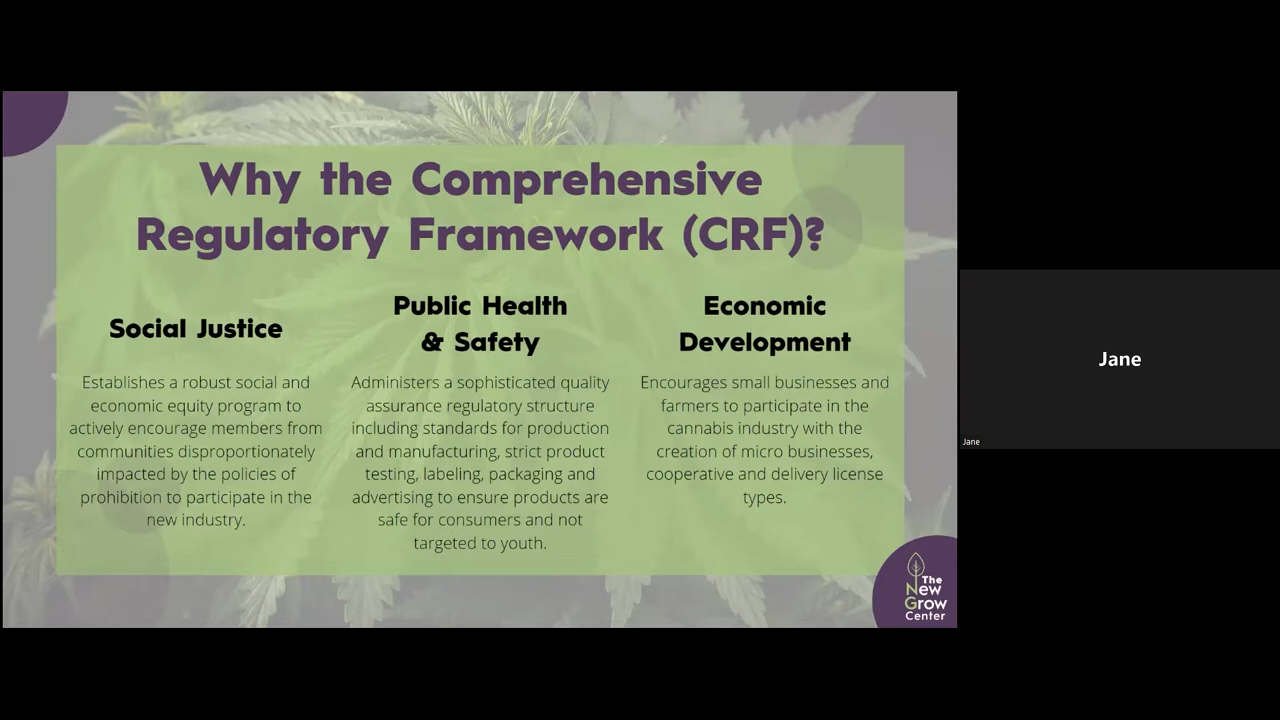 Why the Comprehensive
Regulatory Framework (CRF)?
Social Justice
Establishes a robust social and
economic equity program to
actively encourage members from
communities disproportionately
impacted by the policies of
prohibition to participate in the
new industry.
Public Health
& Safety
Administers a sophisticated quality
assurance regulatory structure
including standards for production
and manufacturing, strict product
testing, labeling, packaging and
advertising to ensure products are
safe for consumers and not
targeted to youth.
Economic
Development
Encourages small businesses and
farmers to participate in the
cannabis industry with the
creation of micro businesses,
cooperative and delivery license
types.
The
New
Grow
Center
Jane
Jane